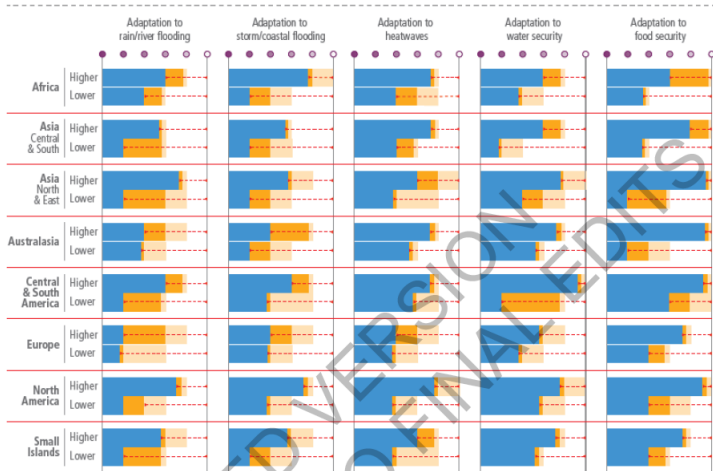 Adaptation to
rain/river flooding
Adaptation to
storm/coastal flooding
Adaptation to
heatwaves
Adaptation to
water security
Adaptation to
food security
Africa
Higher
Lower
Asia
Central
& South
Higher
Lower
Asia
North
& East
Higher
Lower
Australasia
Higher
Lower
Central
& South
America
Higher
Lower
Europe
Higher
Lower
North
America
Higher
Lower
Small
Islands
Higher
Lower
ED VERSION
O FINAL EDITS